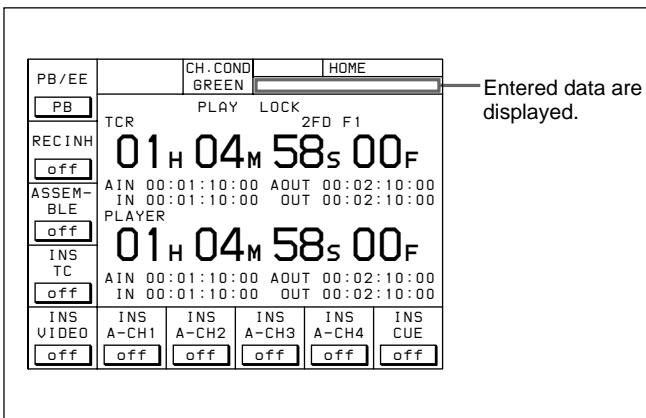 PB/EE
PB
CH.COND
GREEN
HOME
Entered data are
displayed.
PLAY LOCK
TCR 2FD F1
01H 04M 58S 00F
AIN 00:01:10:00 AOUT 00:02:10:00
IN 00:01:10:00 OUT 00:02:10:00
PLAYER
01H 04M 58S 00F
AIN 00:01:10:00 AOUT 00:02:10:00
IN 00:01:10:00 OUT 00:02:10:00
RECINH
off
ASSEM-
BLE
off
INS
TC
off
INS
VIDEO
off
INS
A-CH1
off
INS
A-CH2
off
INS
A-CH3
off
INS
A-CH4
off
INS
CUE
off